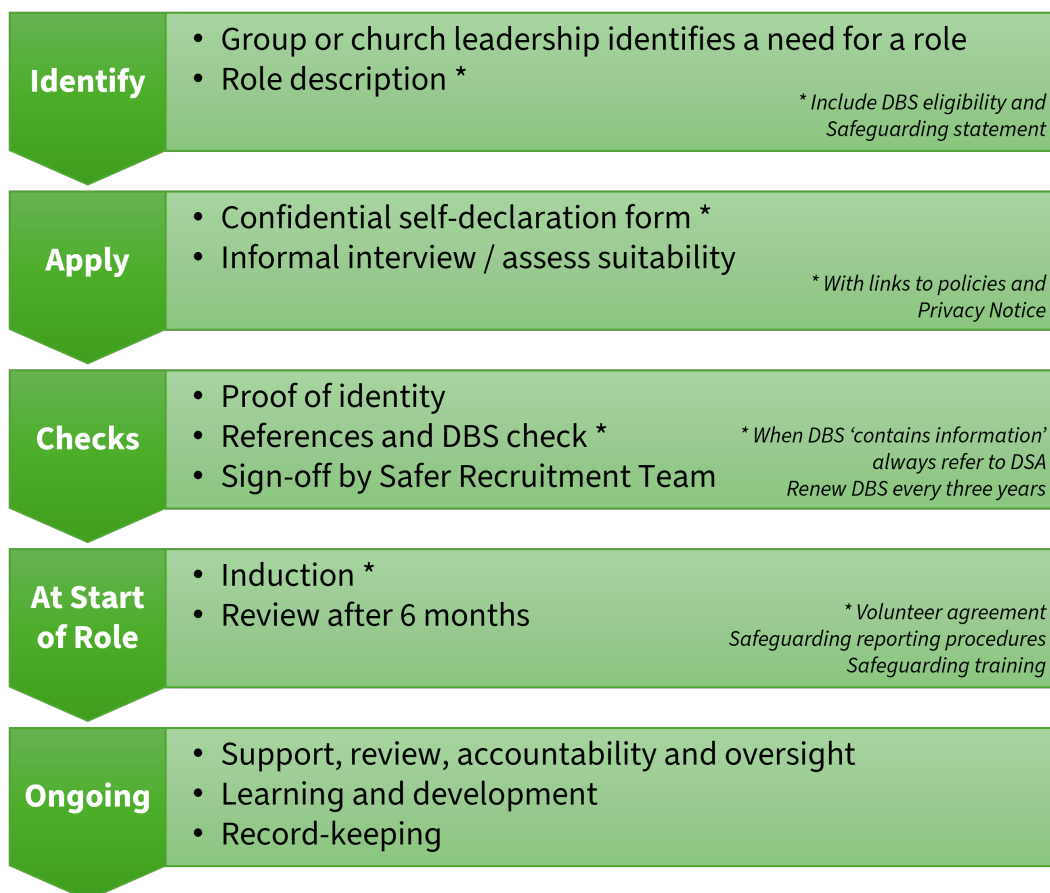 Identify
• Group or church leadership identifies a need for a role
• Role description *
* Include DBS eligibility and
Safeguarding statement
Apply
• Confidential self-declaration form *
• Informal interview / assess suitability
* With links to policies and
Privacy Notice
Checks
• Proof of identity
• References and DBS check *
• Sign-off by Safer Recruitment Team
* When DBS ‘contains information’
always refer to DSA
Renew DBS every three years
At Start
of Role
• Induction *
• Review after 6 months
* Volunteer agreement
Safeguarding reporting procedures
Safeguarding training
Ongoing
• Support, review, accountability and oversight
• Learning and development
• Record-keeping